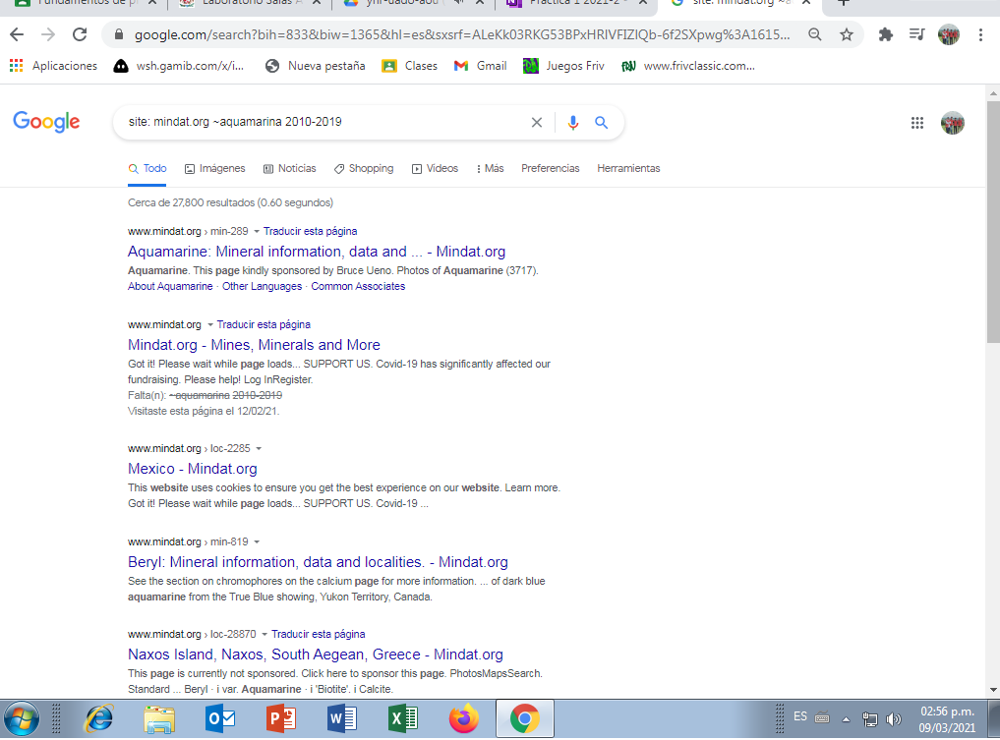 Fundamentos de p
Laboratorio Salas A
yhr-dado-aou
Práctica 1 2021-2 -
site: mindat.org ~a
google.com/search?bih=833&biw=1365&hl=es&sxsrf=ALeKk03RKG53BPxHRlVFIZlQb-6f2SXpwg%3A1615...
Aplicaciones wsh.gamib.com/x/i... Nueva pestaña Clases Gmail Juegos Friv www.frivclassic.com...
Google
site: mindat.org ~aquamarina 2010-2019
Todo Imágenes Noticias Shopping Videos Más Preferencias Herramientas
Cerca de 27,800 resultados (0.60 segundos)
www.mindat.org › min-289 Traducir esta página
Aquamarine: Mineral information, data and ... - Mindat.org
Aquamarine. This page kindly sponsored by Bruce Ueno. Photos of Aquamarine (3717).
About Aquamarine · Other Languages · Common Associates
www.mindat.org Traducir esta página
Mindat.org - Mines, Minerals and More
Got it! Please wait while page loads... SUPPORT US. Covid-19 has significantly affected our
fundraising. Please help! Log InRegister.
Falta(n): ~aquamarina 2010-2019
Visitaste esta página el 12/02/21.
www.mindat.org › loc-2285
Mexico - Mindat.org
This website uses cookies to ensure you get the best experience on our website. Learn more.
Got it! Please wait while page loads... SUPPORT US. Covid-19 ...
www.mindat.org › min-819
Beryl: Mineral information, data and localities. - Mindat.org
See the section on chromophores on the calcium page for more information. ... of dark blue
aquamarine from the True Blue showing, Yukon Territory, Canada.
www.mindat.org › loc-28870 Traducir esta página
Naxos Island, Naxos, South Aegean, Greece - Mindat.org
This page is currently not sponsored. Click here to sponsor this page. PhotosMapsSearch.
Standard ... Beryl · i var. Aquamarine · i 'Biotite'. i Calcite.
ES
02:56 p.m.
09/03/2021